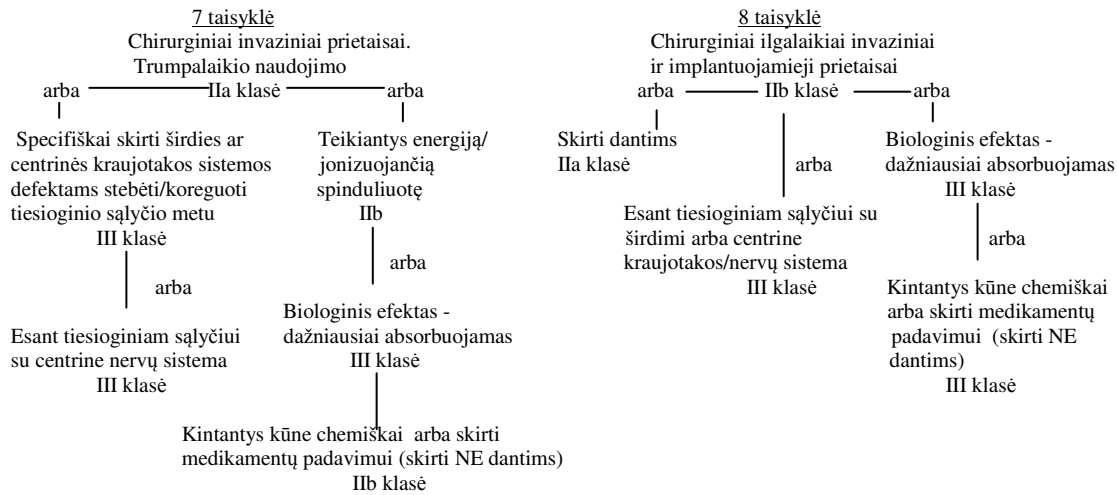 7 taisyklė
Chirurginiai invaziniai prietaisai.
Trumpalaikio naudojimo
arba IIa klasė arba
Specifiškai skirti širdies ar
centrinės kraujotakos sistemos
defektams stebėti/koreguoti
tiesioginio sąlyčio metu
III klasė
arba
Esant tiesioginiam sąlyčiui
su centrine nervų sistema
III klasė
Teikiantys energiją/
jonizuojančią
spinduliuotę
IIb
arba
Biologinis efektas -
dažniausiai absorbuojamas
III klasė
Kintantys kūne chemiškai arba skirti
medikamentų padavimui (skirti NE dantims)
IIb klasė
8 taisyklė
Chirurginiai ilgalaikiai invaziniai
ir implantuojamieji prietaisai
arba IIb klasė arba
Skirti dantims
IIa klasė
arba
Esant tiesioginiam sąlyčiui su
širdimi arba centrine
kraujotakos/nervų sistema
III klasė
Biologinis efektas -
dažniausiai absorbuojamas
III klasė
arba
Kintantys kūne chemiškai
arba skirti medikamentų
padavimui (skirti NE
dantims)
III klasė